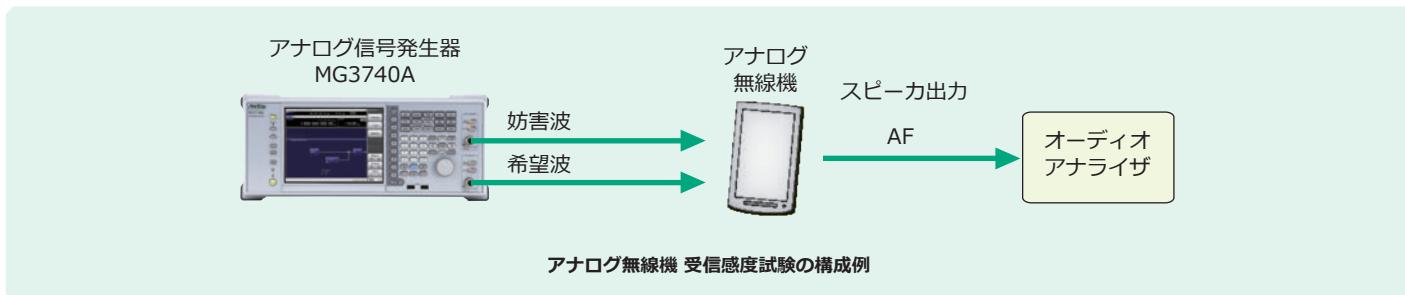 アナログ信号発生器
MG3740A
アナログ
無線機
スピーカ出力
妨害波
AF
希望波
オーディオ
アナライザ
アナログ無線機 受信感度試験の構成例